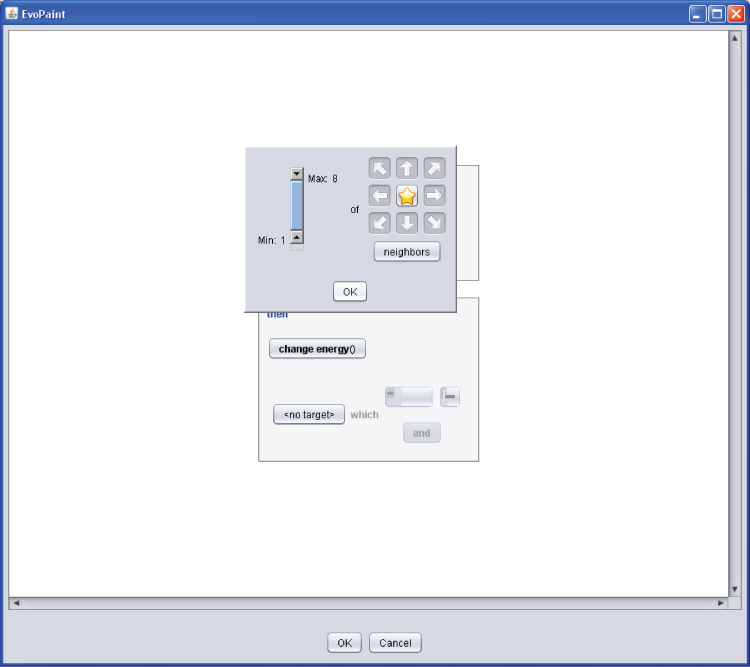 EvoPaint
Max: 8
of
Min: 1
neighbors
OK
then
change energy()
<no target> which
and
OK Cancel